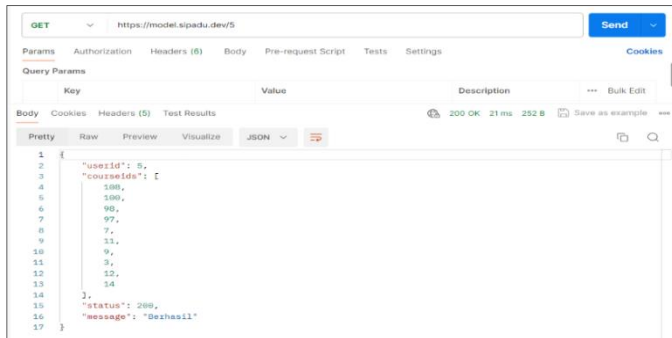 GET https://model.sipadu.dev/5 Send
Params Authorization Headers (6) Body Pre-request Script Tests Settings Cookies
Query Params
Key Value Description ••• Bulk Edit
Body Cookies Headers (5) Test Results 200 OK 21 ms 252 B Save as example •••
Pretty Raw Preview Visualize JSON
1 {
2 "userid": 5,
3 "courseids": [
4 108,
5 100,
6 98,
7 97,
8 7,
9 11,
10 9,
11 3,
12 12,
13 14
14 ],
15 "status": 200,
16 "message": "Berhasil"
17 }